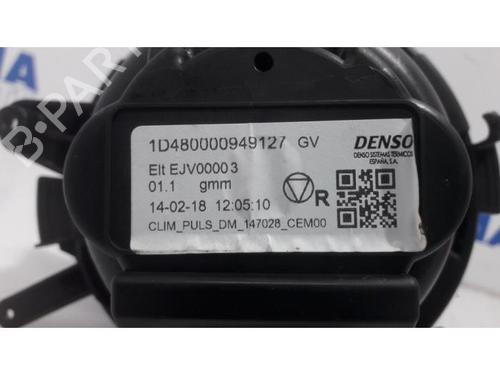 1D480000949127 GV
DENSO
DENSO SISTEMAS TERMICOS
ESPAÑA, S.A.
Elt EJV00003
01.1 gmm
R
14-02-18 12:05:10
CLIM_PULS_DM_147028_CEM00
B-PARTS